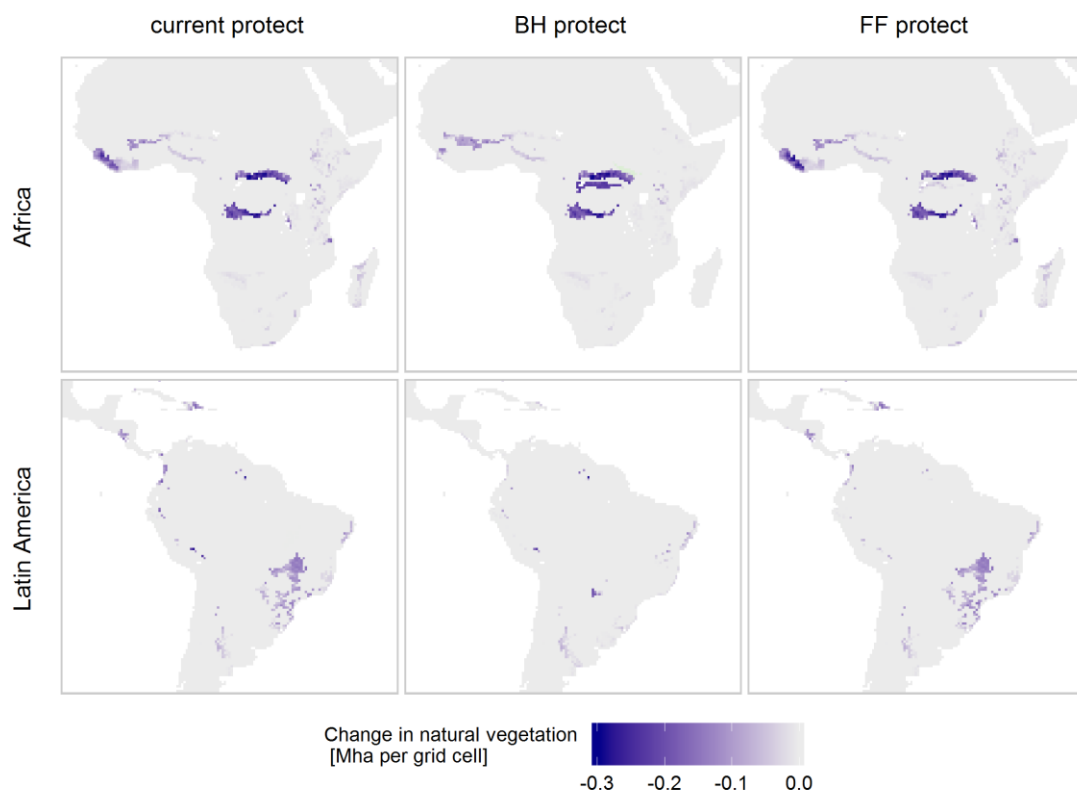 current protect
BH protect
FF protect
Africa
Latin America
Change in natural vegetation
[Mha per grid cell]
-0.3
-0.2
-0.1
0.0